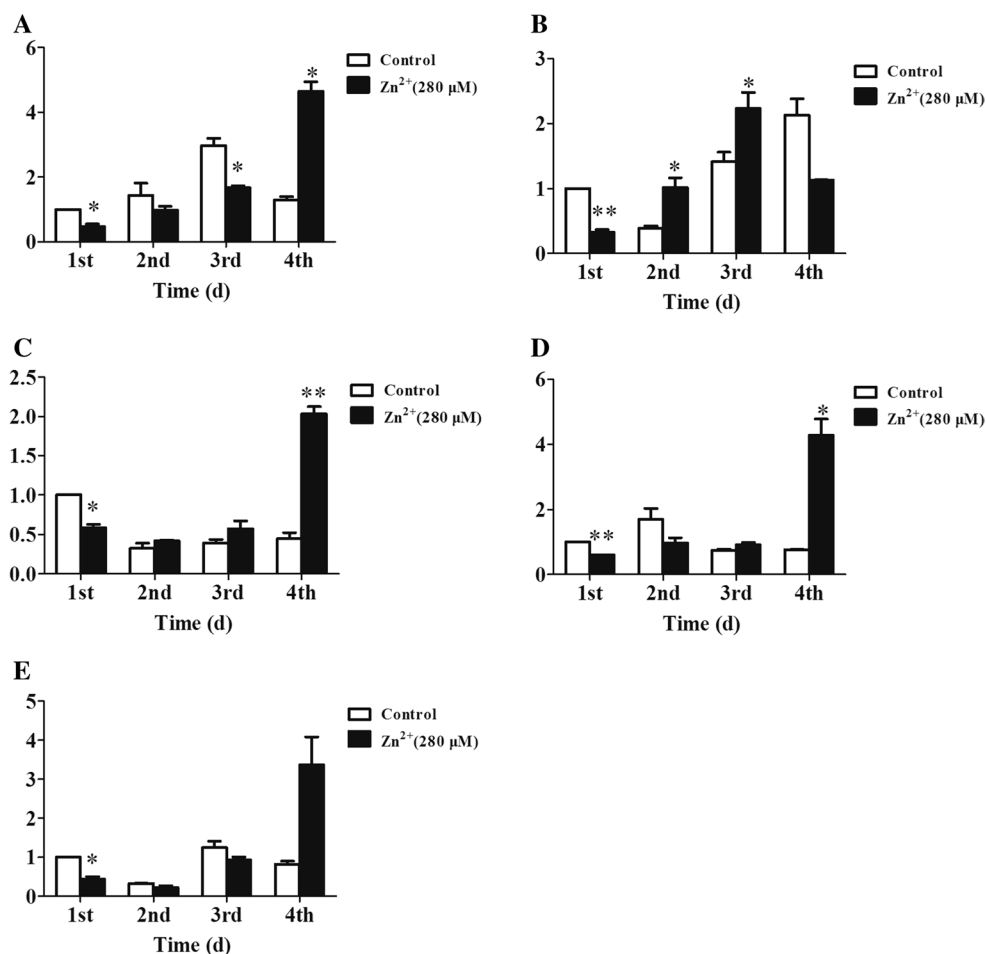 A
6
4
2
0
* * *
1st 2nd 3rd 4th
Time (d)
Control
Zn²⁺(280 μM)
B
3
2
1
0
** * *
1st 2nd 3rd 4th
Time (d)
Control
Zn²⁺(280 μM)
C
2.5
2.0
1.5
1.0
0.5
0.0
* **
1st 2nd 3rd 4th
Time (d)
Control
Zn²⁺(280 μM)
D
6
4
2
0
** *
1st 2nd 3rd 4th
Time (d)
Control
Zn²⁺(280 μM)
E
5
4
3
2
1
0
*
1st 2nd 3rd 4th
Time (d)
Control
Zn²⁺(280 μM)